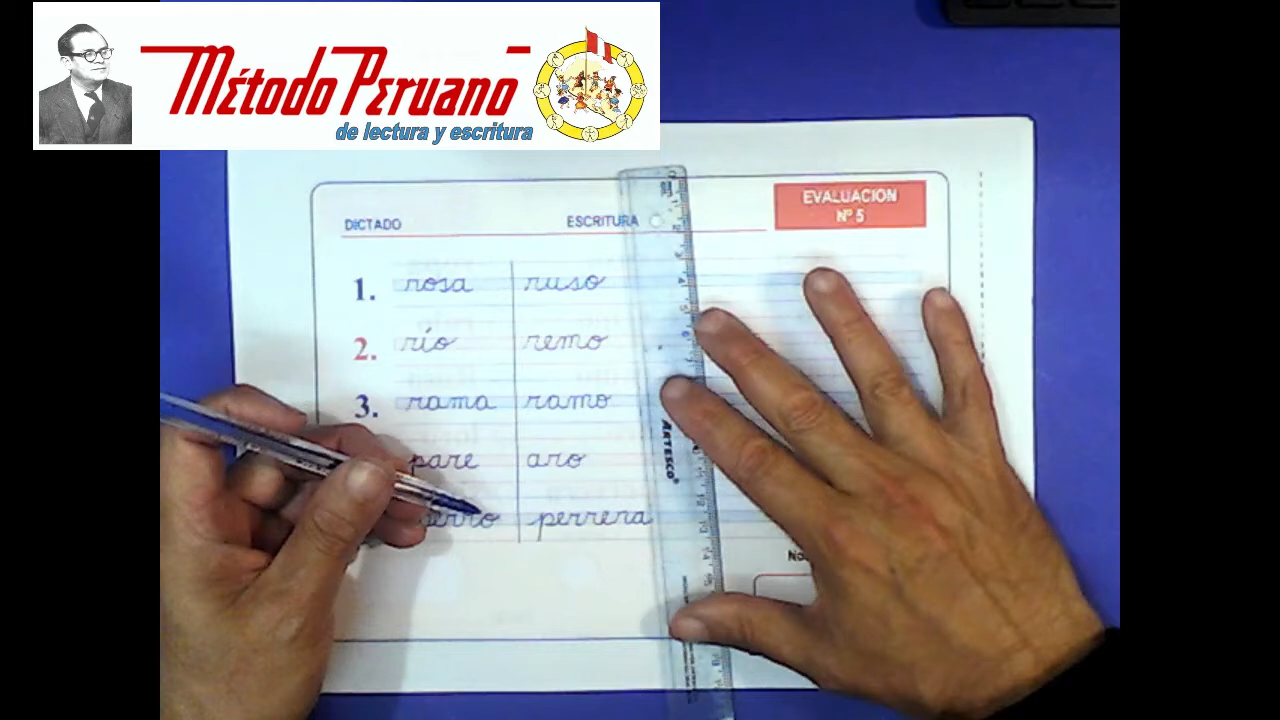 Método Peruano
de lectura y escritura
EVALUACION
Nº 5
DICTADO ESCRITURA
1. rosa ruso
2. río remo
3. rama ramo
pare aro
perrera
ARTESCO